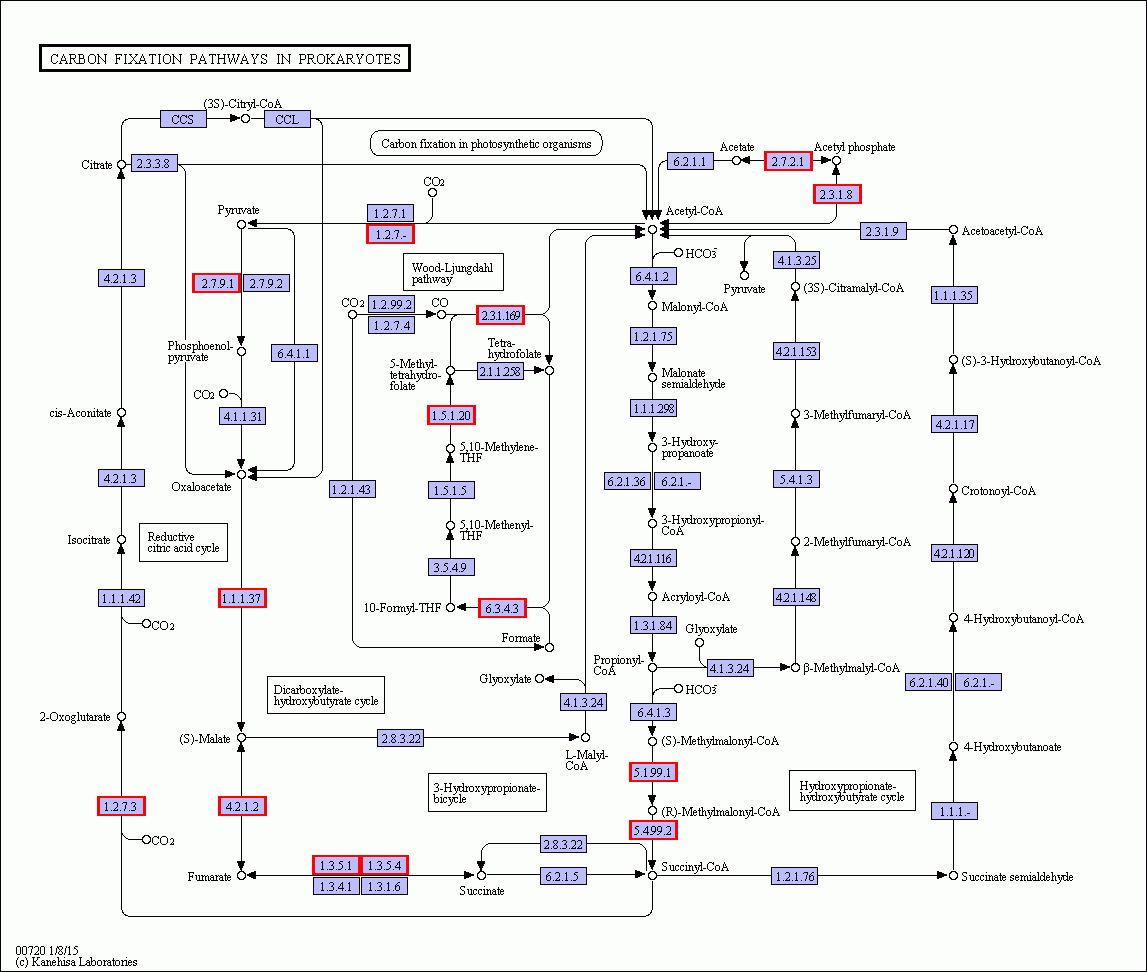 CARBON FIXATION PATHWAYS IN PROKARYOTES
(3S)-Citryl-CoA
CCS
CCL
Carbon fixation in photosynthetic organisms
Citrate
2.3.3.8
6.2.1.1
Acetate
2.7.2.1
Acetyl phosphate
2.3.1.8
CO2
Pyruvate
1.2.7.1
1.2.7.-
Acetyl-CoA
2.3.1.9
Acetoacetyl-CoA
4.2.1.3
2.7.9.1
2.7.9.2
Wood-Ljungdahl
pathway
HCO3-
6.4.1.2
Pyruvate
4.1.3.25
(3S)-Citramalyl-CoA
1.1.1.35
CO2
1.2.99.2
1.2.7.4
CO
2.3.1.169
Malonyl-CoA
1.2.1.75
Phosphoenol-
pyruvate
6.4.1.1
Tetra-
hydrofolate
4.2.1.153
(S)-3-Hydroxybutanoyl-CoA
5-Methyl-
tetrahydro-
folate
2.1.1.258
Malonate
semialdehyde
CO2
cis-Aconitate
4.1.1.31
1.5.1.20
1.1.1.298
3-Methylfumaryl-CoA
4.2.1.17
5,10-Methylene-
THF
3-Hydroxy-
propanoate
4.2.1.3
Oxaloacetate
1.2.1.43
1.5.1.5
6.2.1.36
6.2.1.-
5.4.1.3
Crotonoyl-CoA
Isocitrate
Reductive
citric acid cycle
5,10-Methenyl-
THF
3-Hydroxypropionyl-
CoA
2-Methylfumaryl-CoA
3.5.4.9
4.2.1.116
4.2.1.120
1.1.1.42
CO2
1.1.1.37
10-Formyl-THF
6.3.4.3
Acryloyl-CoA
4.2.1.148
1.3.1.84
Glyoxylate
4-Hydroxybutanoyl-CoA
Formate
Propionyl-
CoA
4.1.3.24
β-Methylmalyl-CoA
Glyoxylate
HCO3-
6.2.1.40
6.2.1.-
Dicarboxylate-
hydroxybutyrate cycle
4.1.3.24
6.4.1.3
2-Oxoglutarate
(S)-Malate
2.8.3.22
L-Malyl-
CoA
(S)-Methylmalonyl-CoA
4-Hydroxybutanoate
5.1.99.1
3-Hydroxypropionate-
bicycle
Hydroxypropionate-
hydroxybutyrate cycle
1.2.7.3
4.2.1.2
(R)-Methylmalonyl-CoA
1.1.1.-
5.4.99.2
CO2
2.8.3.22
Fumarate
1.3.5.1
1.3.5.4
1.3.4.1
1.3.1.6
Succinate
6.2.1.5
Succinyl-CoA
1.2.1.76
Succinate semialdehyde
00720 1/8/15
(c) Kanehisa Laboratories